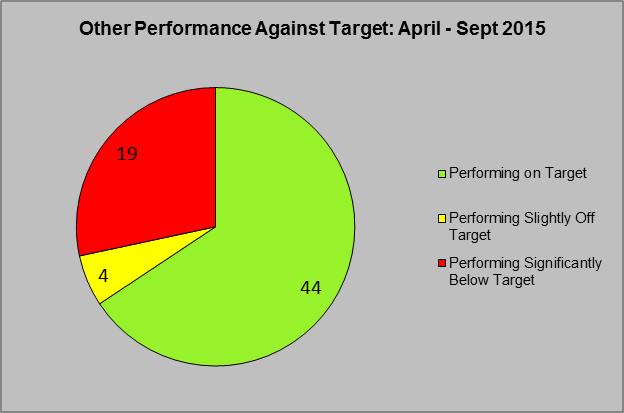 Other Performance Against Target: April - Sept 2015
19
4
44
Performing on Target
Performing Slightly Off
Target
Performing Significantly
Below Target